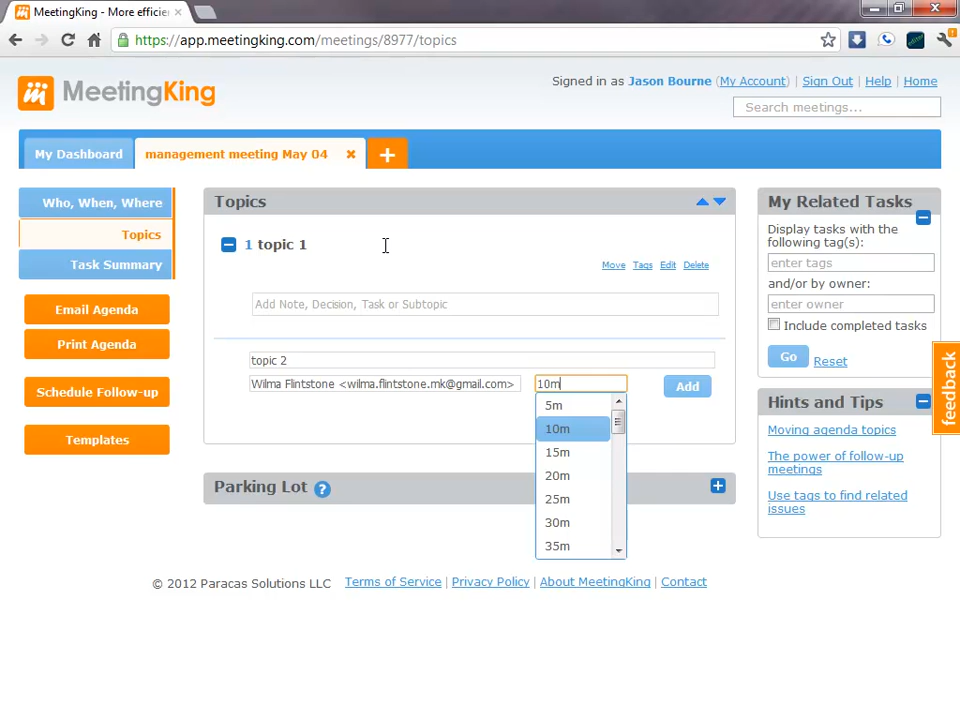 MeetingKing - More efficie
https://app.meetingking.com/meetings/8977/topics
MeetingKing
Signed in as Jason Bourne (My Account) | Sign Out | Help | Home
Search meetings...
My Dashboard
management meeting May 04
Who, When, Where
Topics
Task Summary
Email Agenda
Print Agenda
Schedule Follow-up
Templates
Topics
1 topic 1
Move Tags Edit Delete
Add Note, Decision, Task or Subtopic
topic 2
Wilma Flintstone <wilma.flintstone.mk@gmail.com>
10m
Add
5m
10m
15m
20m
25m
30m
35m
Parking Lot ?
My Related Tasks
Display tasks with the
following tag(s):
enter tags
and/or by owner:
enter owner
Include completed tasks
Go Reset
Hints and Tips
Moving agenda topics
The power of follow-up
meetings
Use tags to find related
issues
feedback
© 2012 Paracas Solutions LLC Terms of Service | Privacy Policy | About MeetingKing | Contact